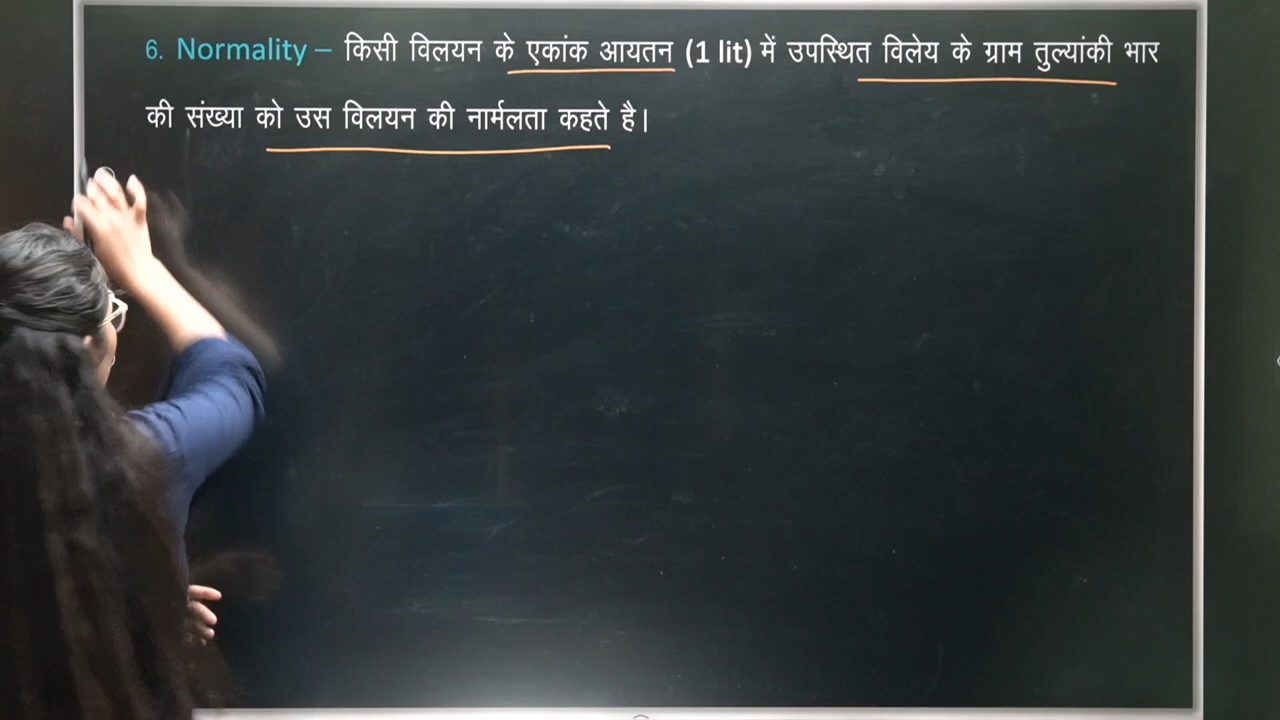 6. Normality – किसी विलयन के एकांक आयतन (1 lit) में उपस्थित विलेय के ग्राम तुल्यांकी भार
की संख्या को उस विलयन की नार्मलता कहते है।